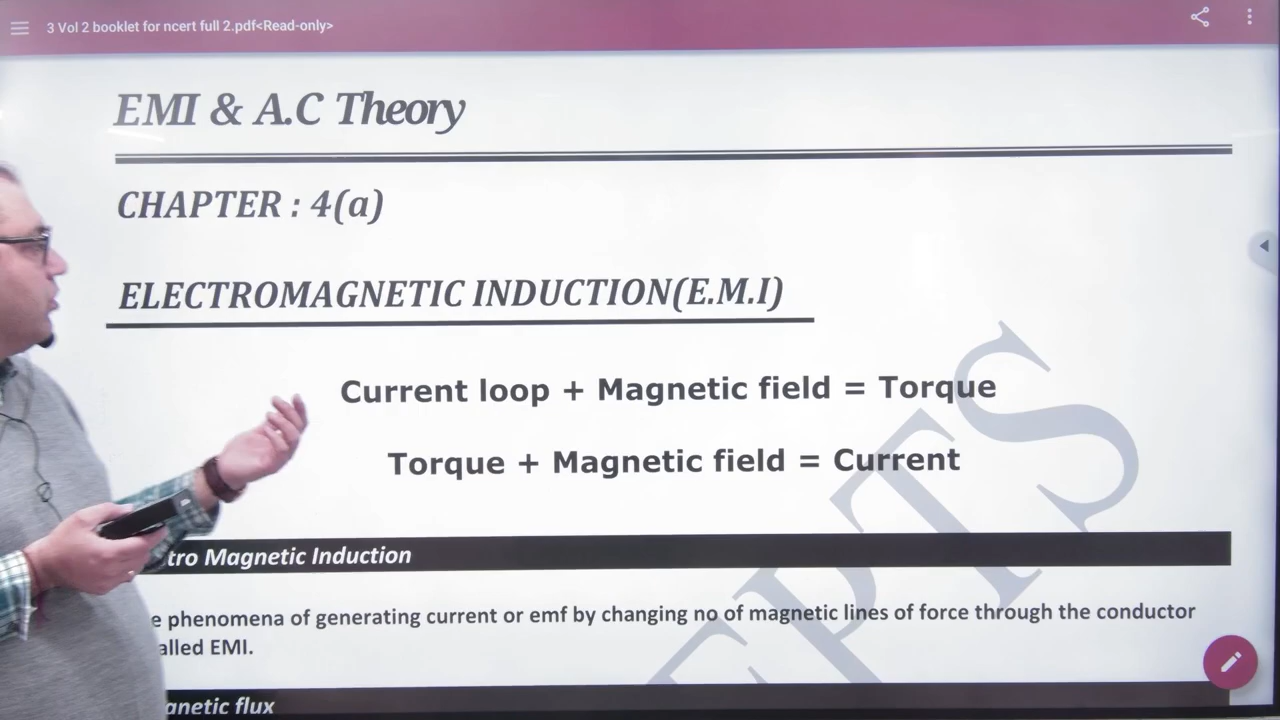 3 Vol 2 booklet for ncert full 2.pdf<Read-only>
EMI & A.C Theory
CHAPTER : 4(a)
ELECTROMAGNETIC INDUCTION(E.M.I)
Current loop + Magnetic field = Torque
Torque + Magnetic field = Current
tro Magnetic Induction
e phenomena of generating current or emf by changing no of magnetic lines of force through the conductor
alled EMI.
anetic flux
EPTS